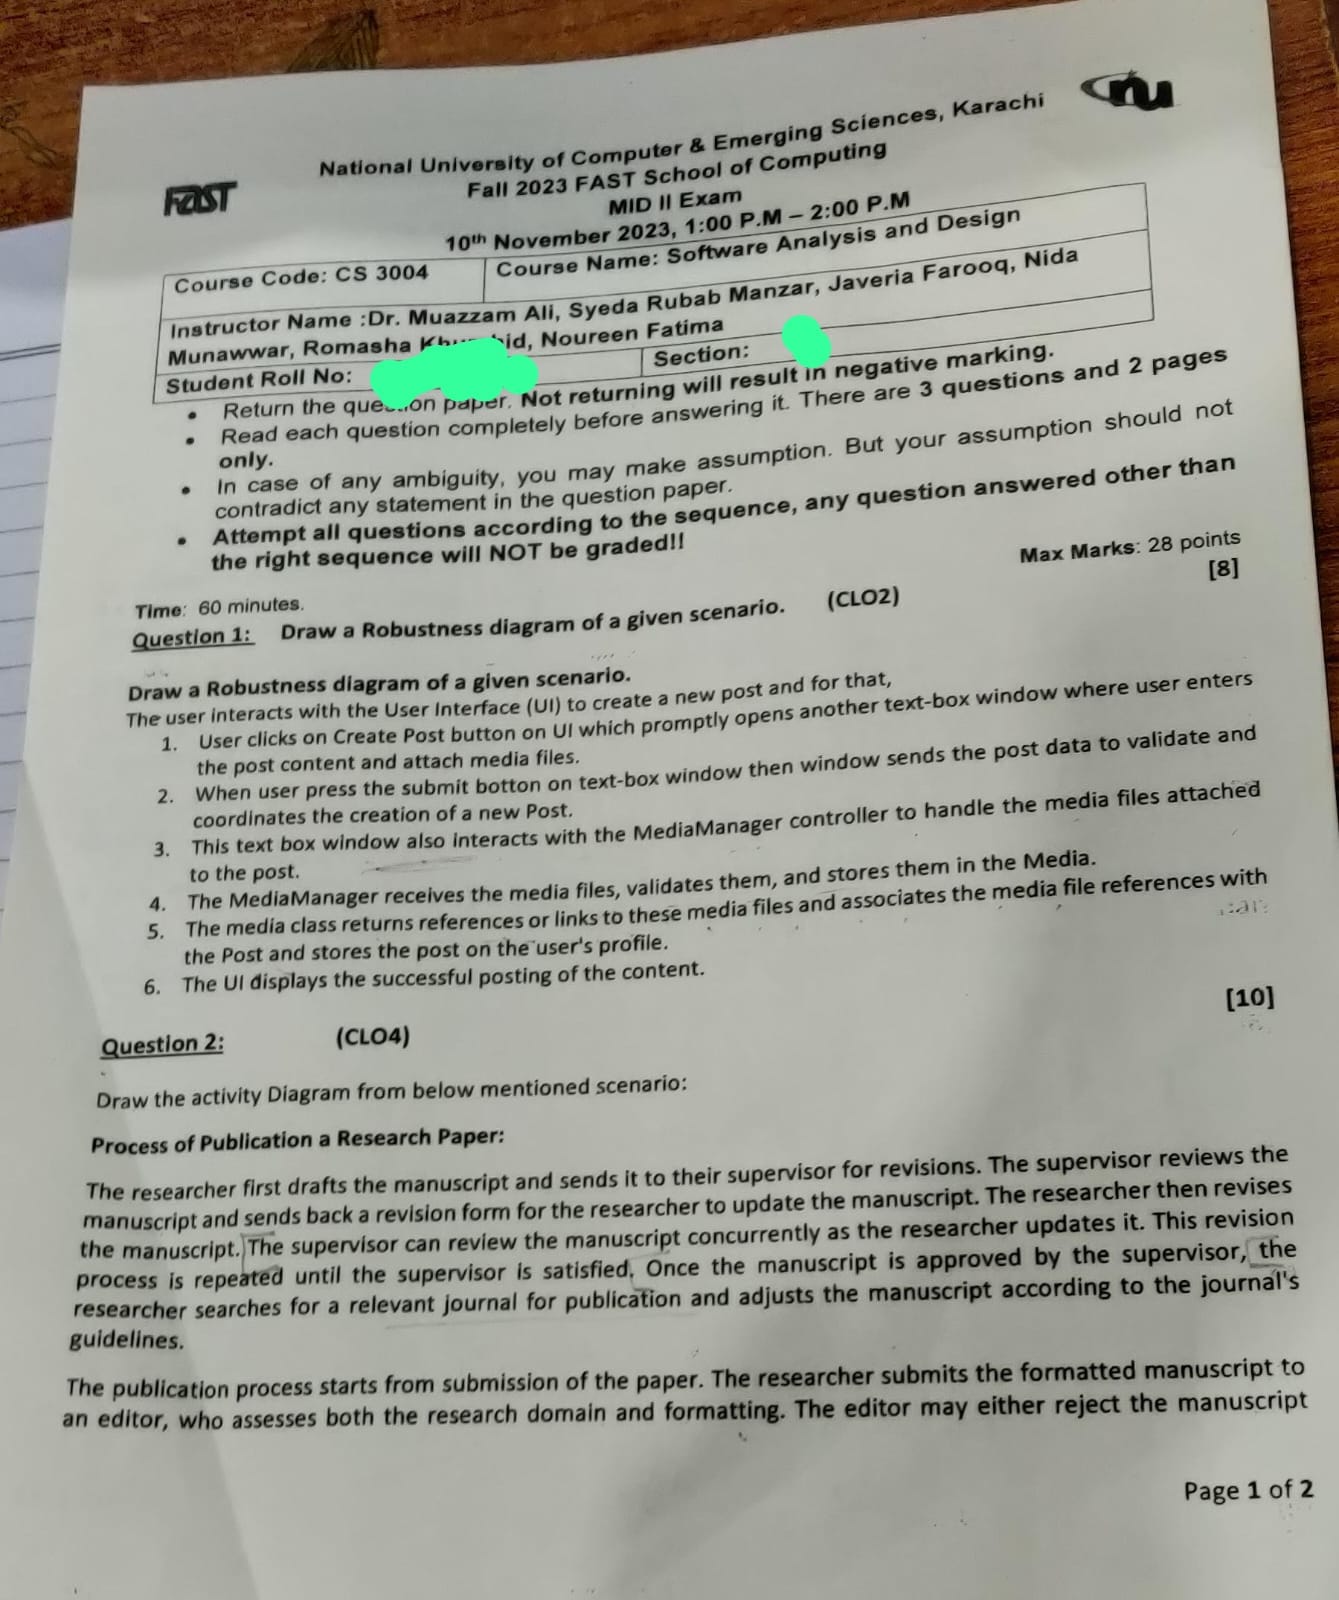 nu
National University of Computer & Emerging Sciences, Karachi
FAST
Fall 2023 FAST School of Computing
MID II Exam
10th November 2023, 1:00 P.M – 2:00 P.M
Course Code: CS 3004
Course Name: Software Analysis and Design
Instructor Name :Dr. Muazzam Ali, Syeda Rubab Manzar, Javeria Farooq, Nida
Munawwar, Romasha, Noureen Fatima
Student Roll No:
Section:
• Return the question paper. Not returning will result in negative marking.
• Read each question completely before answering it. There are 3 questions and 2 pages
only.
• In case of any ambiguity, you may make assumption. But your assumption should not
contradict any statement in the question paper.
• Attempt all questions according to the sequence, any question answered other than
the right sequence will NOT be graded!!
Time: 60 minutes.
Max Marks: 28 points
Question 1: Draw a Robustness diagram of a given scenario. (CLO2) [8]
Draw a Robustness diagram of a given scenario.
The user interacts with the User Interface (UI) to create a new post and for that,
1. User clicks on Create Post button on UI which promptly opens another text-box window where user enters
the post content and attach media files.
2. When user press the submit botton on text-box window then window sends the post data to validate and
coordinates the creation of a new Post.
3. This text box window also interacts with the MediaManager controller to handle the media files attached
to the post.
4. The MediaManager receives the media files, validates them, and stores them in the Media.
5. The media class returns references or links to these media files and associates the media file references with
the Post and stores the post on the user's profile.
6. The UI displays the successful posting of the content.
Question 2: (CLO4) [10]
Draw the activity Diagram from below mentioned scenario:
Process of Publication a Research Paper:
The researcher first drafts the manuscript and sends it to their supervisor for revisions. The supervisor reviews the
manuscript and sends back a revision form for the researcher to update the manuscript. The researcher then revises
the manuscript. The supervisor can review the manuscript concurrently as the researcher updates it. This revision
process is repeated until the supervisor is satisfied. Once the manuscript is approved by the supervisor, the
researcher searches for a relevant journal for publication and adjusts the manuscript according to the journal's
guidelines.
The publication process starts from submission of the paper. The researcher submits the formatted manuscript to
an editor, who assesses both the research domain and formatting. The editor may either reject the manuscript
Page 1 of 2